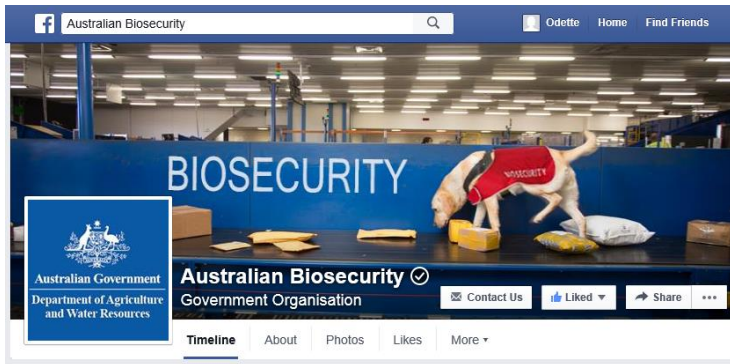 Australian Biosecurity
Odette Home Find Friends
BIOSECURITY
BIOSECURITY
Australian Government
Department of Agriculture
and Water Resources
Australian Biosecurity
Government Organisation
Contact Us Liked Share
Timeline About Photos Likes More